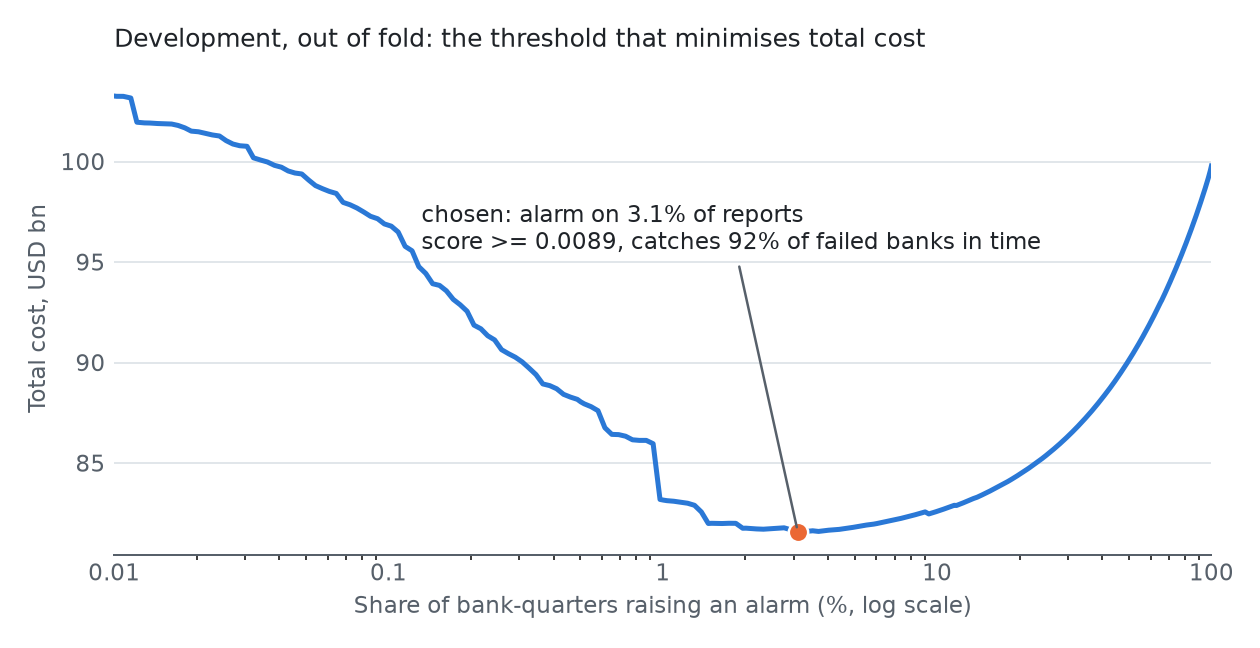 Development, out of fold: the threshold that minimises total cost
100
95
90
85
Total cost, USD bn
chosen: alarm on 3.1% of reports
score >= 0.0089, catches 92% of failed banks in time
0.01 0.1 1 10 100
Share of bank-quarters raising an alarm (%, log scale)